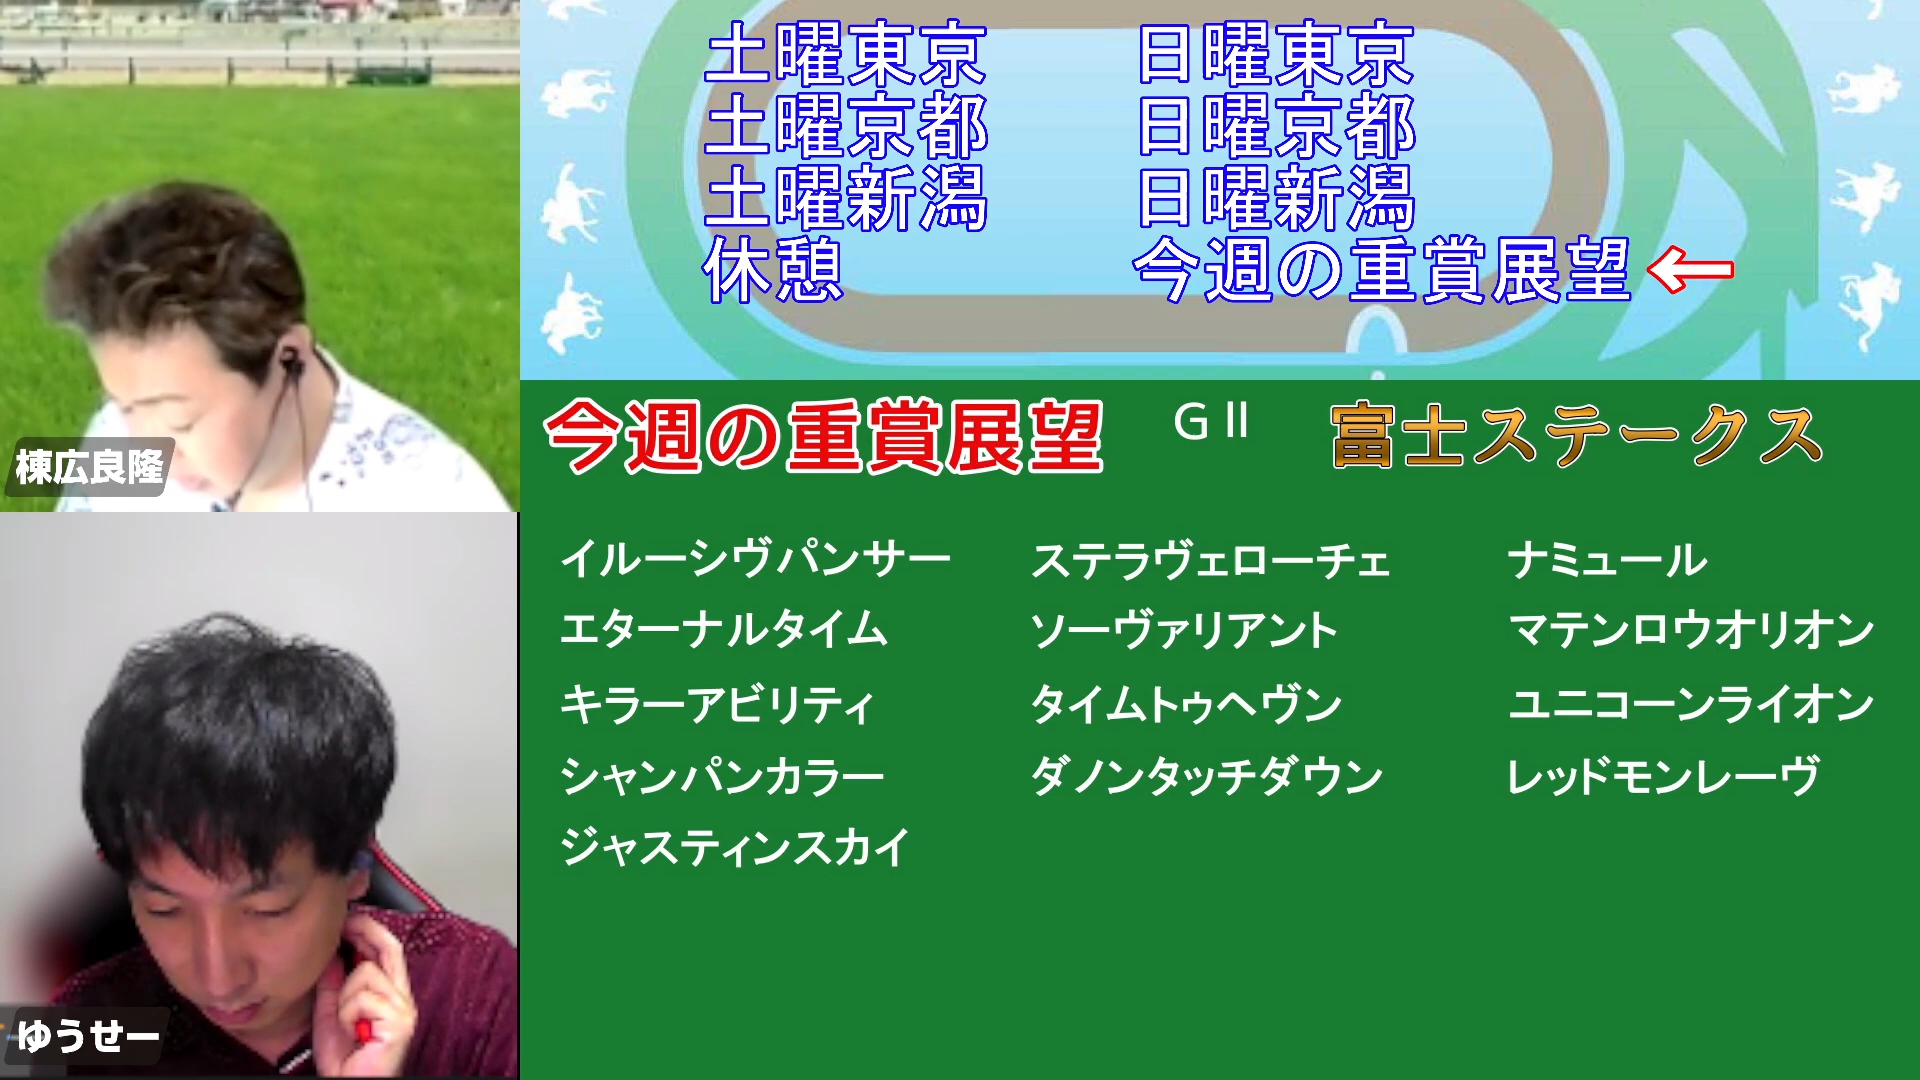 土曜東京
土曜京都
土曜新潟
休憩
日曜東京
日曜京都
日曜新潟
今週の重賞展望←
棟広良隆
ゆうせー
今週の重賞展望
GⅡ
富士ステークス
イルーシヴパンサー
エターナルタイム
キラーアビリティ
シャンパンカラー
ジャスティンスカイ
ステラヴェローチェ
ソーヴァリアント
タイムトゥヘヴン
ダノンタッチダウン
ナミュール
マテンロウオリオン
ユニコーンライオン
レッドモンレーヴ